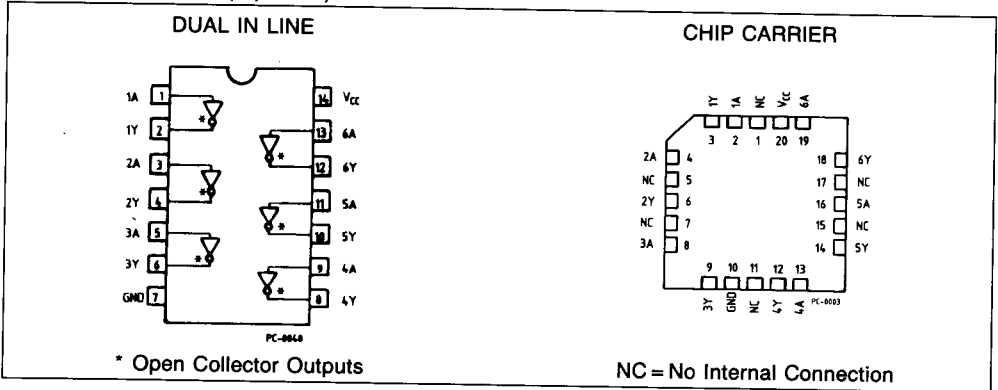 DUAL IN LINE
1A 1
1Y 2
2A 3
2Y 4
3A 5
3Y 6
GND 7
14 VCC
13 6A
12 6Y
11 5A
10 5Y
9 4A
8 4Y
* * * * * *
PC-0040
* Open Collector Outputs
CHIP CARRIER
1Y 1A NC VCC 6A
3 2 1 20 19
2A 4
NC 5
2Y 6
NC 7
3A 8
18 6Y
17 NC
16 5A
15 NC
14 5Y
9 10 11 12 13
3Y GND NC 4Y 4A
PC-0003
NC = No Internal Connection